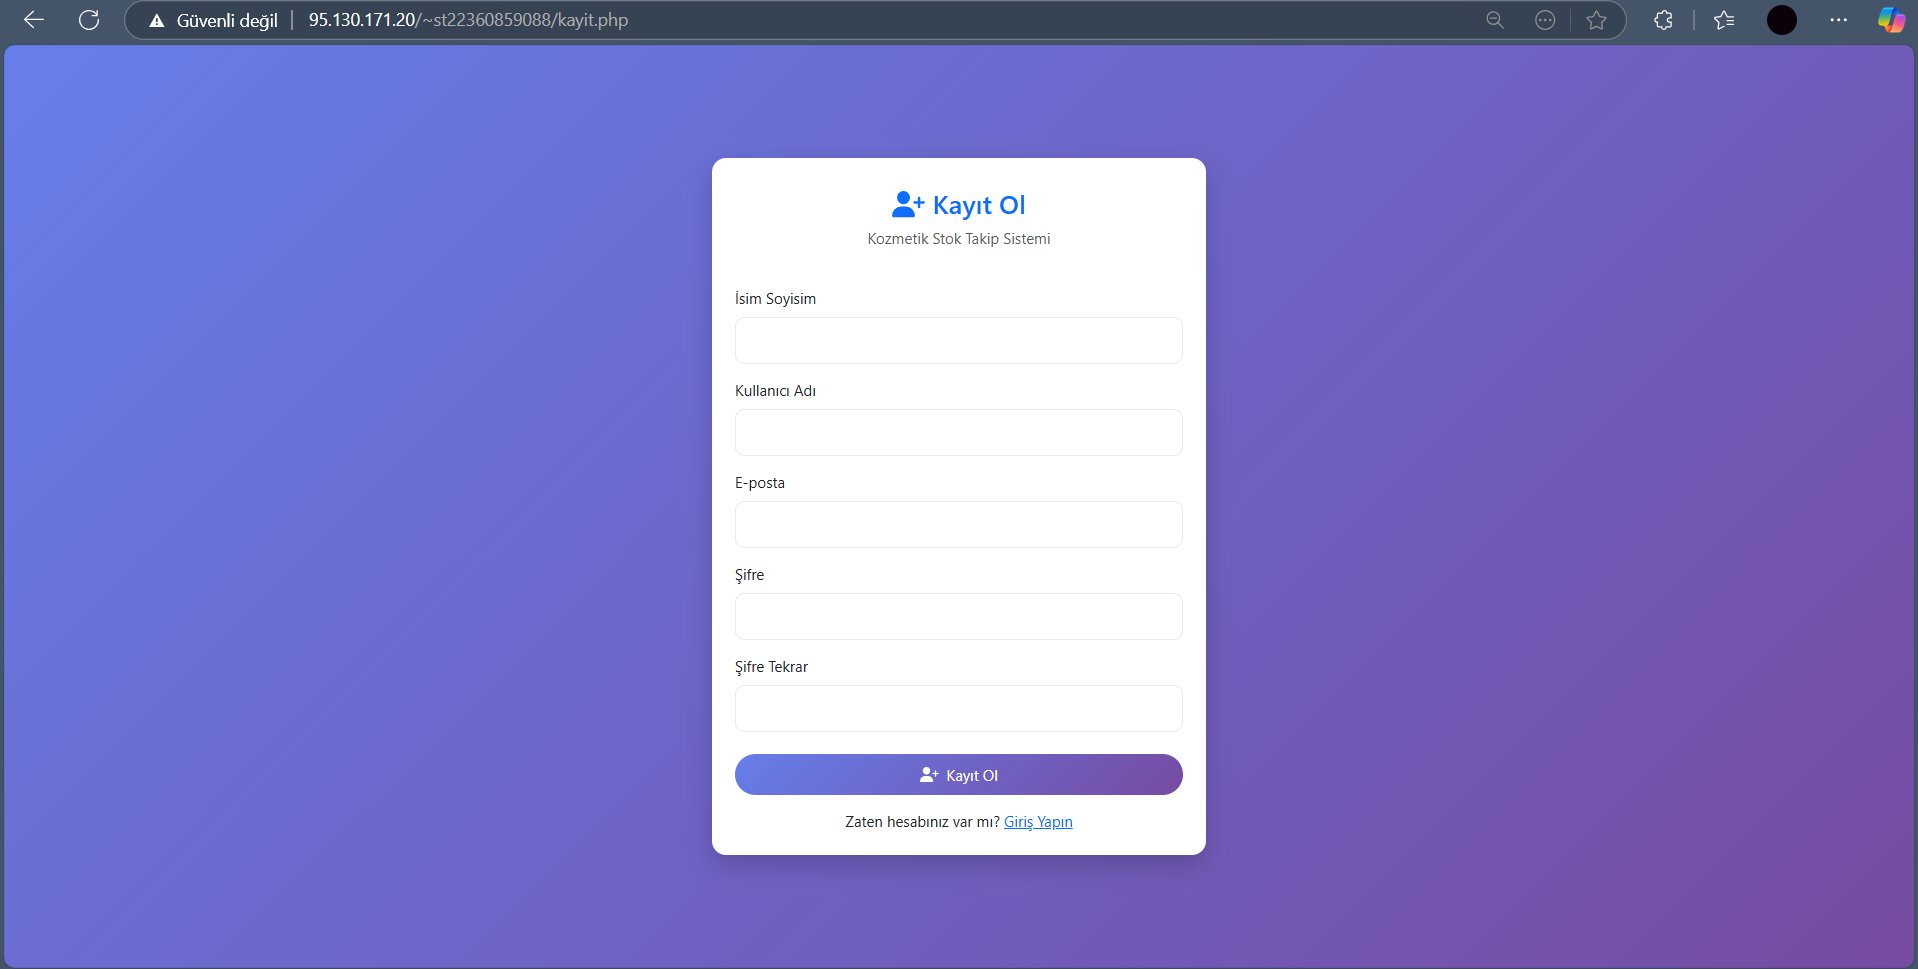 Güvenli değil | 95.130.171.20/~st22360859088/kayit.php
Kayıt Ol
Kozmetik Stok Takip Sistemi
İsim Soyisim
Kullanıcı Adı
E-posta
Şifre
Şifre Tekrar
Kayıt Ol
Zaten hesabınız var mı? Giriş Yapın